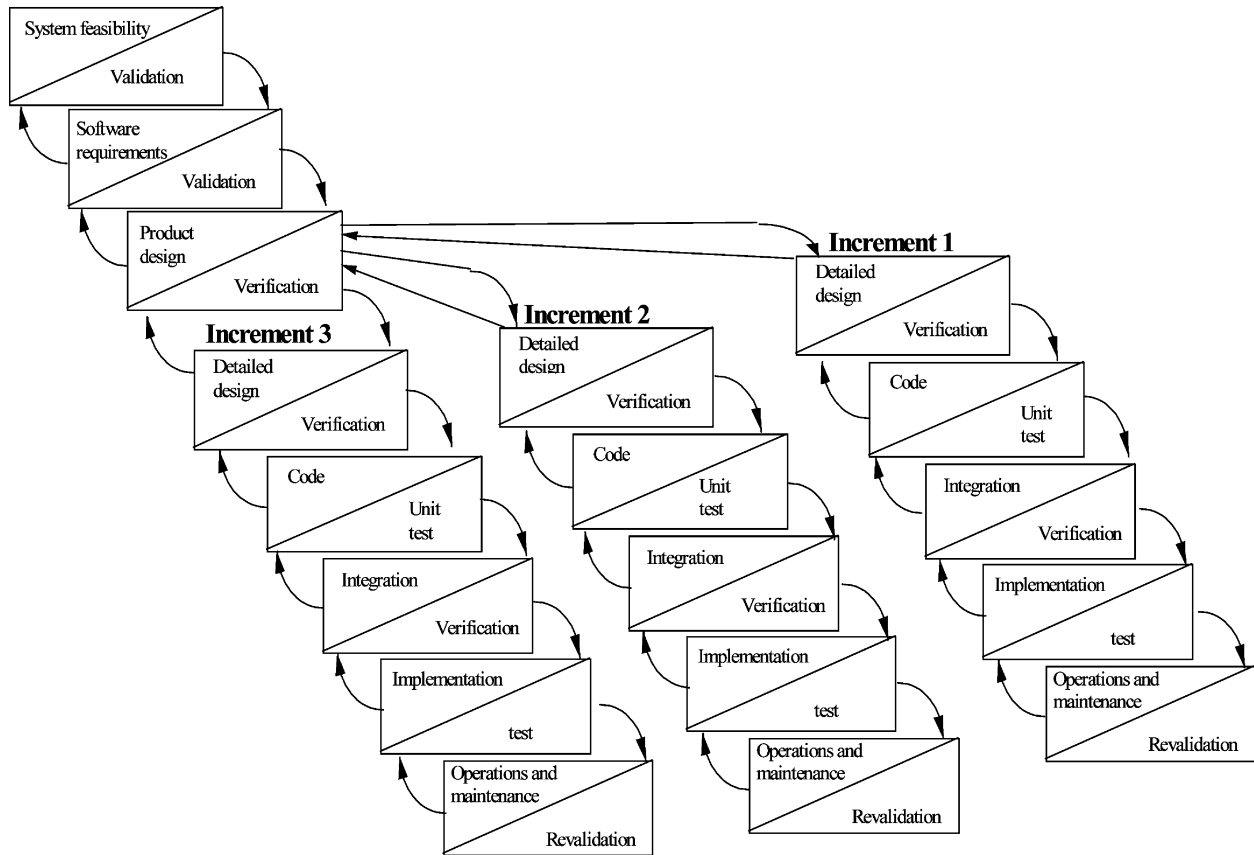 System feasibility
Validation
Software
requirements
Validation
Product
design
Verification
Increment 1
Detailed
design
Verification
Code
Unit
test
Integration
Verification
Implementation
test
Operations and
maintenance
Revalidation
Increment 2
Detailed
design
Verification
Code
Unit
test
Integration
Verification
Implementation
test
Operations and
maintenance
Revalidation
Increment 3
Detailed
design
Verification
Code
Unit
test
Integration
Verification
Implementation
test
Operations and
maintenance
Revalidation